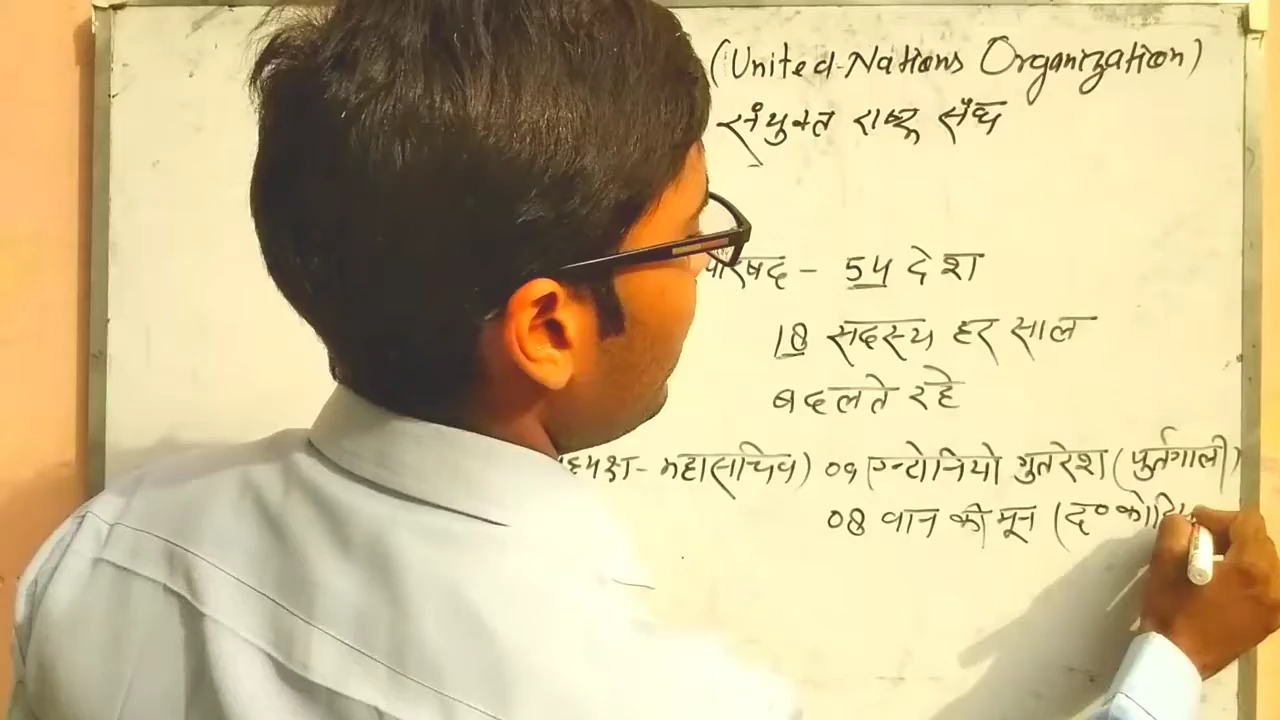 (United Nations Organization)
संयुक्त राष्ट्र संघ
परिषद - 54 देश
18 सदस्य हर साल
बदलते रहे
ध्यक्ष - महासचिव) 09 एन्टोनियो गुतरेश (पुर्तगाली)
08 वान की मून (द० कोरि